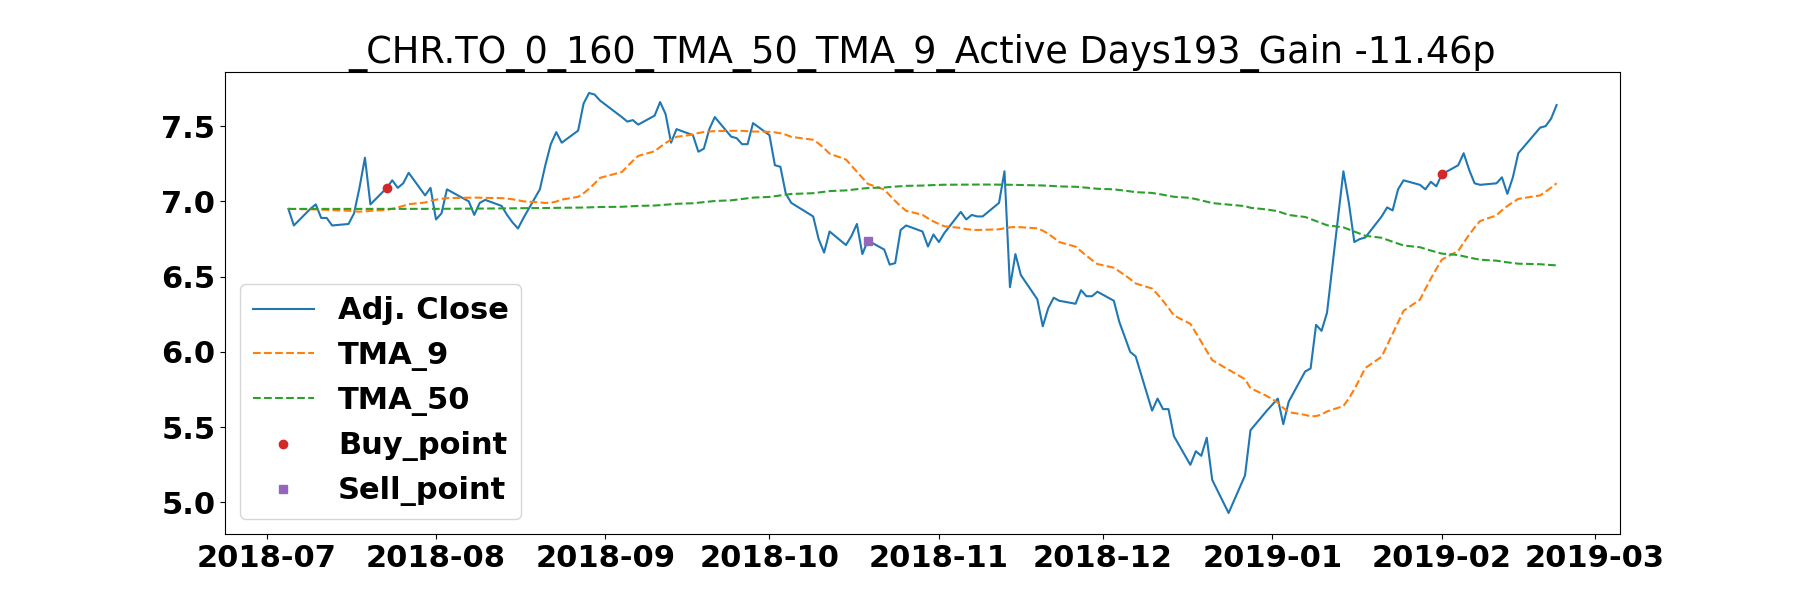 _CHR.TO_0_160_TMA_50_TMA_9_Active Days193_Gain -11.46p
7.5
7.0
6.5
6.0
5.5
5.0
Adj. Close
TMA_9
TMA_50
Buy_point
Sell_point
2018-07 2018-08 2018-09 2018-10 2018-11 2018-12 2019-01 2019-02 2019-03